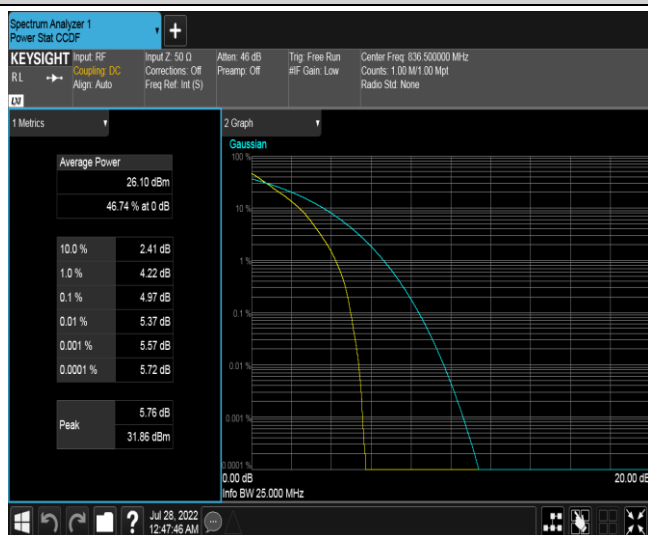 Spectrum Analyzer 1
Power Stat CCDF
+
KEYSIGHT
RL
Input: RF
Coupling: DC
Align: Auto
Input Z: 50 Ω
Corrections: Off
Freq Ref: Int (S)
Atten: 46 dB
Preamp: Off
Trig: Free Run
#IF Gain: Low
Center Freq: 836.500000 MHz
Counts: 1.00 M/1.00 Mpt
Radio Std: None
LXI
1 Metrics
Average Power
26.10 dBm
46.74 % at 0 dB
10.0 % 2.41 dB
1.0 % 4.22 dB
0.1 % 4.97 dB
0.01 % 5.37 dB
0.001 % 5.57 dB
0.0001 % 5.72 dB
Peak
5.76 dB
31.86 dBm
2 Graph
Gaussian
100 %
10 %
1 %
0.1 %
0.01 %
0.001 %
0.0001 %
0.00 dB
20.00 dB
Info BW 25.000 MHz
?
Jul 28, 2022
12:47:46 AM